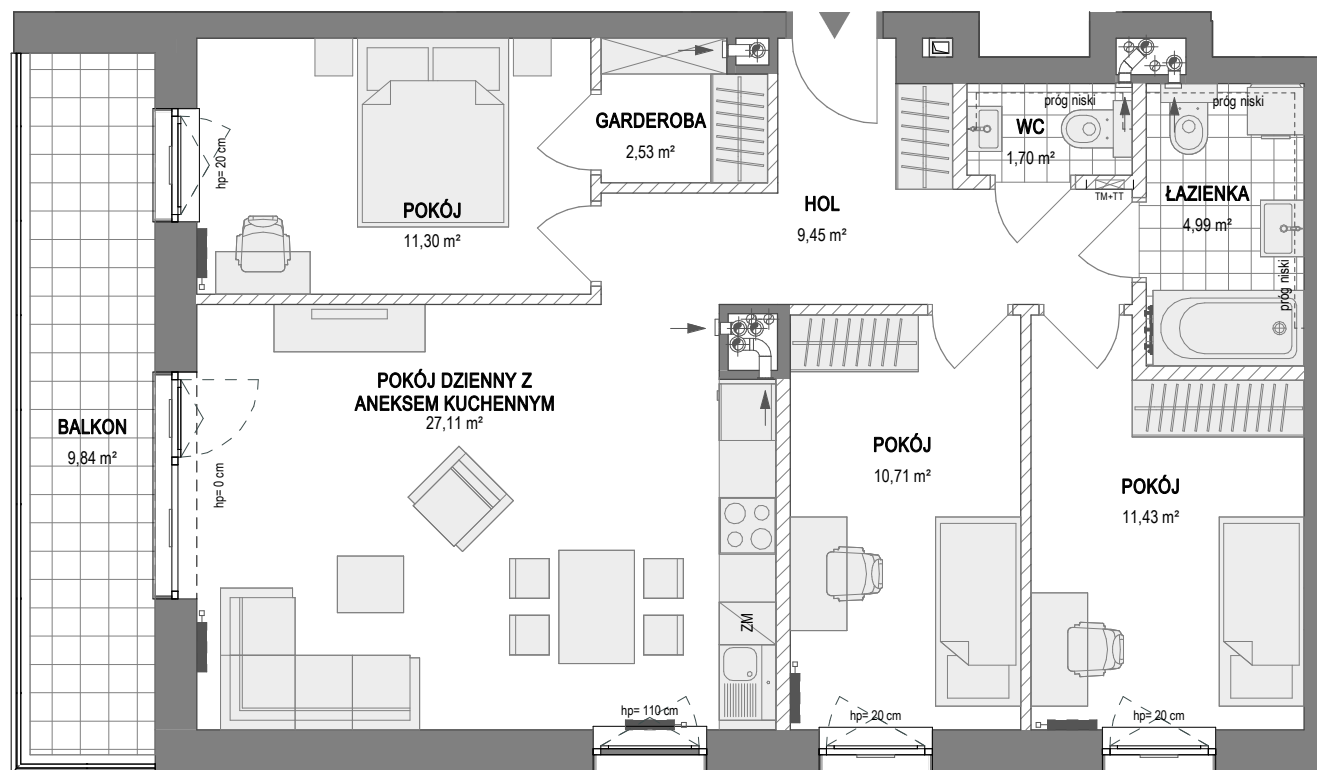 GARDEROBA
2,53 m²
próg niski
WC
1,70 m²
próg niski
hp= 20 cm
POKÓJ
11,30 m²
HOL
9,45 m²
TM+TT
ŁAZIENKA
4,99 m²
próg niski
POKÓJ DZIENNY Z
ANEKSEM KUCHENNYM
27,11 m²
BALKON
9,84 m²
hp= 0 cm
POKÓJ
10,71 m²
POKÓJ
11,43 m²
ZM
hp= 110 cm
hp= 20 cm
hp= 20 cm